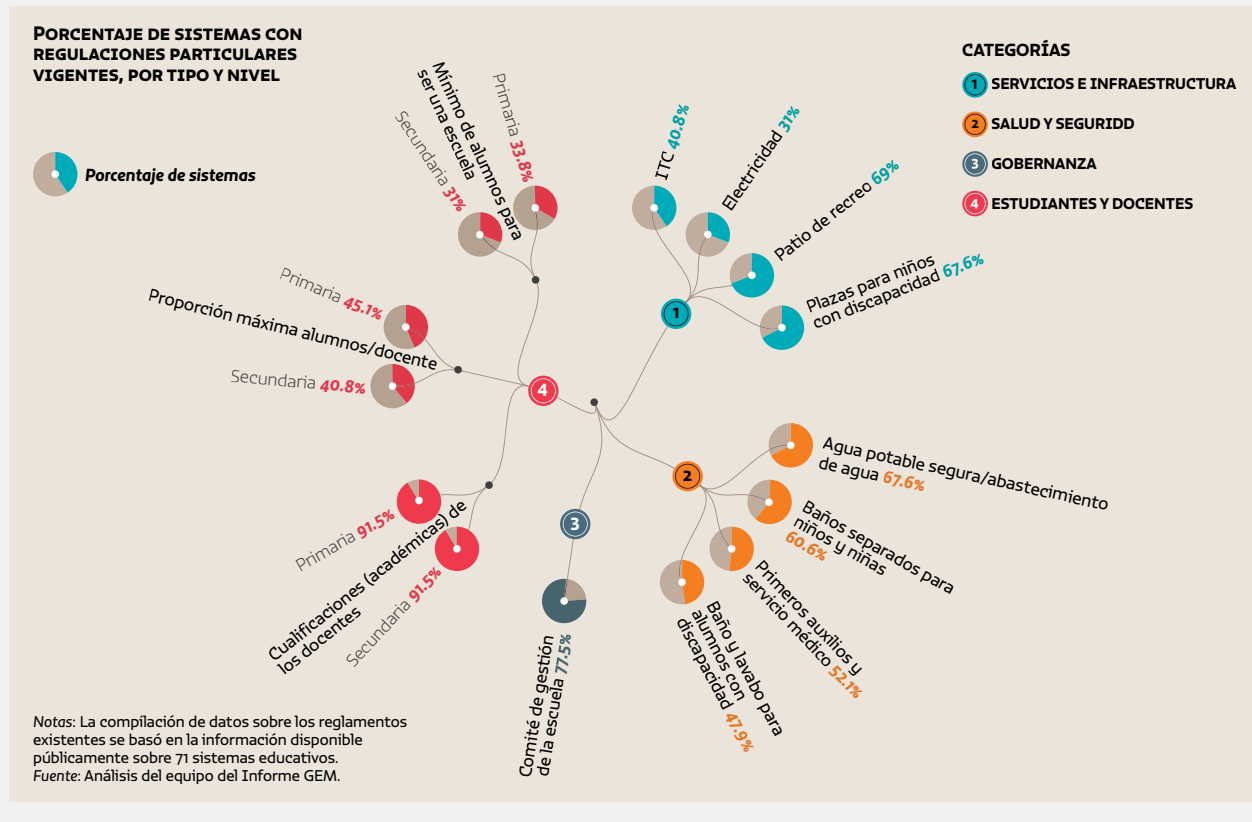 PORCENTAJE DE SISTEMAS CON
REGULACIONES PARTICULARES
VIGENTES, POR TIPO Y NIVEL
Porcentaje de sistemas
CATEGORÍAS
1 SERVICIOS E INFRAESTRUCTURA
2 SALUD Y SEGURIDD
3 GOBERNANZA
4 ESTUDIANTES Y DOCENTES
Mínimo de alumnos para
ser una escuela
Primaria 33.8%
Secundaria 31%
Proporción máxima alumnos/docente
Primaria 45.1%
Secundaria 40.8%
Cualificaciones (académicas) de
los docentes
Primaria 91.5%
Secundaria 91.5%
4
1
ITC 40.8%
Electricidad 31%
Patio de recreo 69%
Plazas para niños
con discapacidad 67.6%
2
Agua potable segura/abastecimiento
de agua 67.6%
Baños separados para
niños y niñas
60.6%
Primeros auxilios y
servicio médico 52.1%
Baño y lavabo para
alumnos con
discapacidad 47.9%
3
Comité de gestión
de la escuela 77.5%
Notas: La compilación de datos sobre los reglamentos
existentes se basó en la información disponible
públicamente sobre 71 sistemas educativos.
Fuente: Análisis del equipo del Informe GEM.